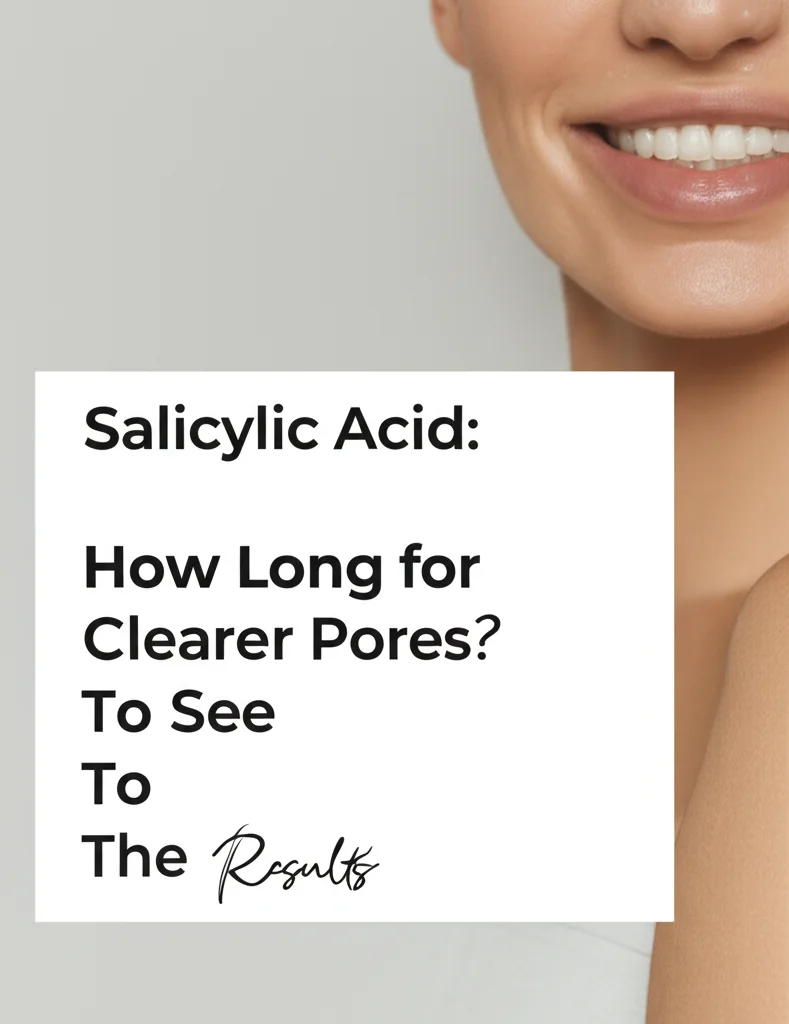 Salicylic Acid:
How Long for
Clearer Pores?
To See
To
The Results